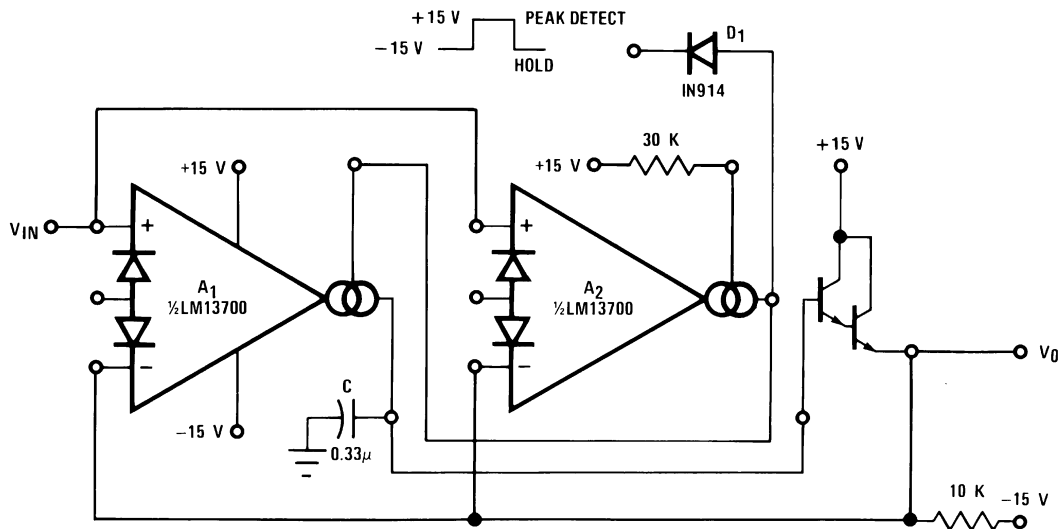 +15 V PEAK DETECT
−15 V
HOLD
D1
IN914
+15 V
30 K
+15 V
+15 V
VIN
+
A1
½LM13700
−
−15 V
+
A2
½LM13700
−
C
0.33μ
VO
10 K
−15 V